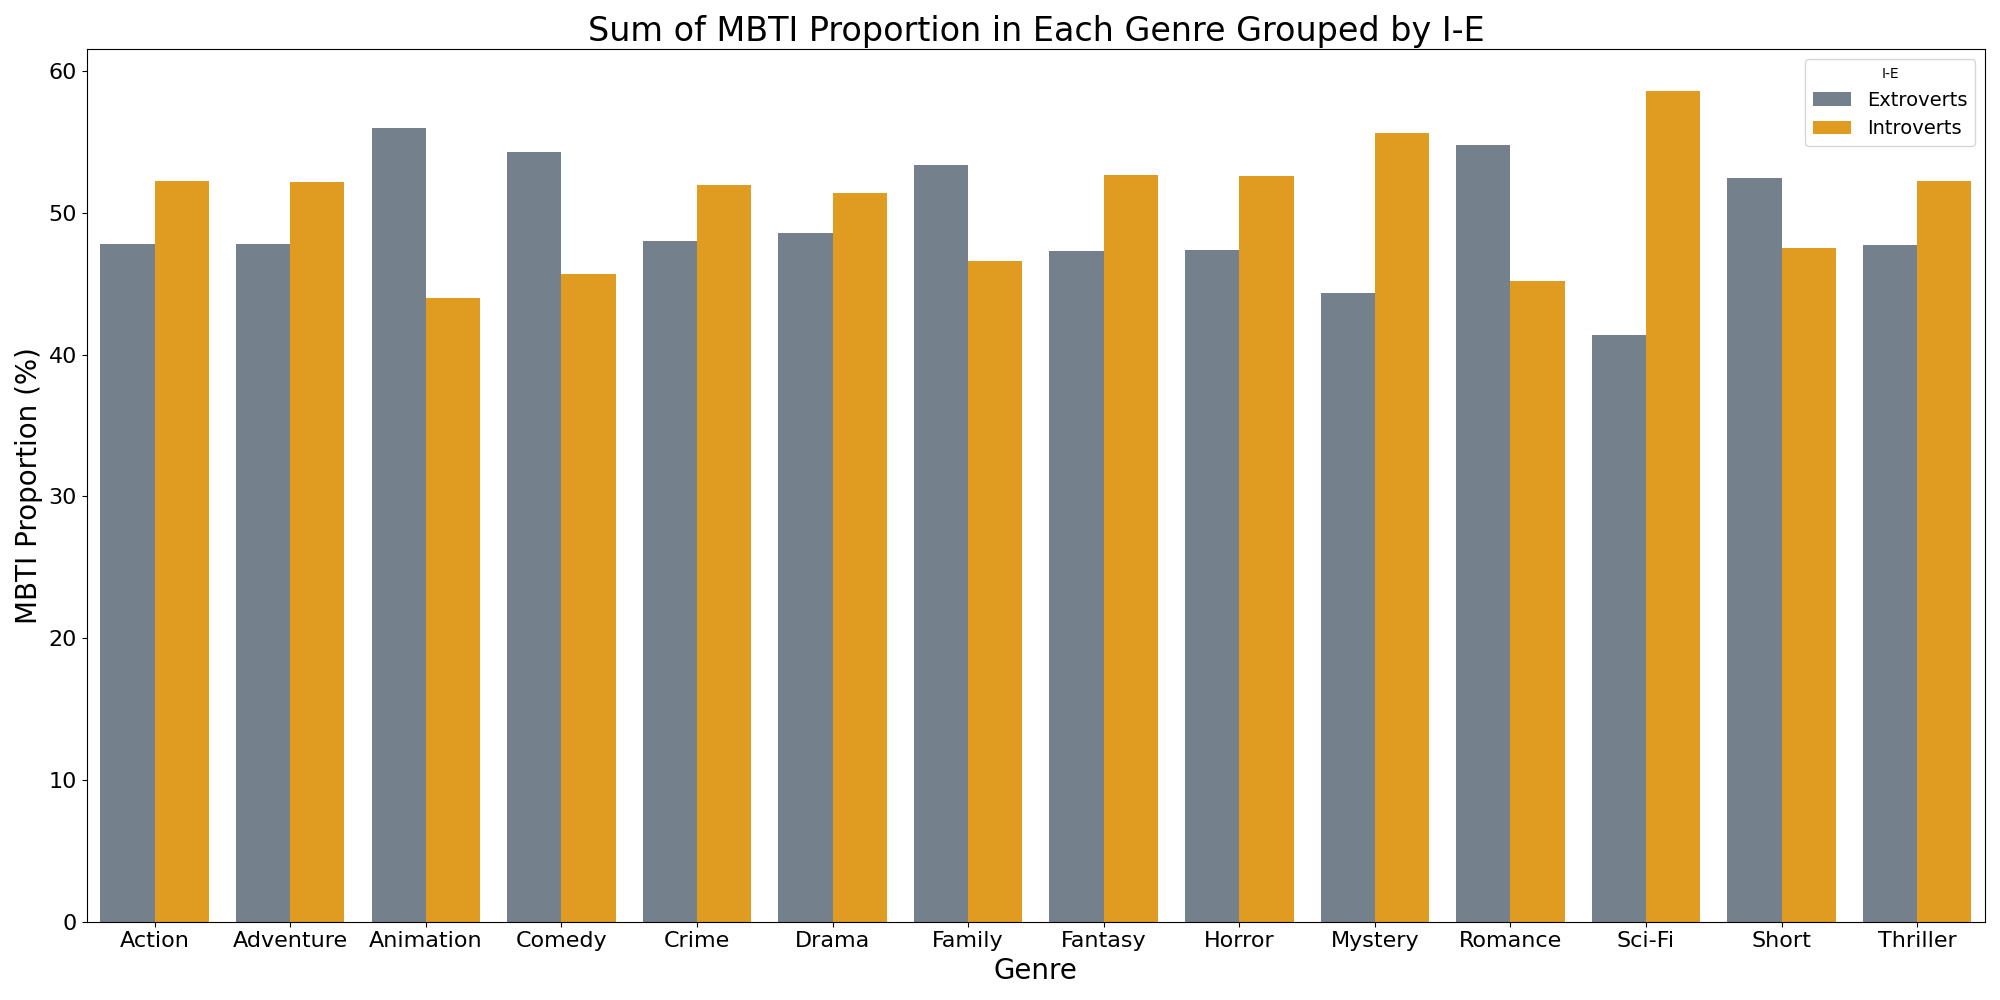 Sum of MBTI Proportion in Each Genre Grouped by I-E
I-E
Extroverts
Introverts
MBTI Proportion (%)
60
50
40
30
20
10
0
Action Adventure Animation Comedy Crime Drama Family Fantasy Horror Mystery Romance Sci-Fi Short Thriller
Genre